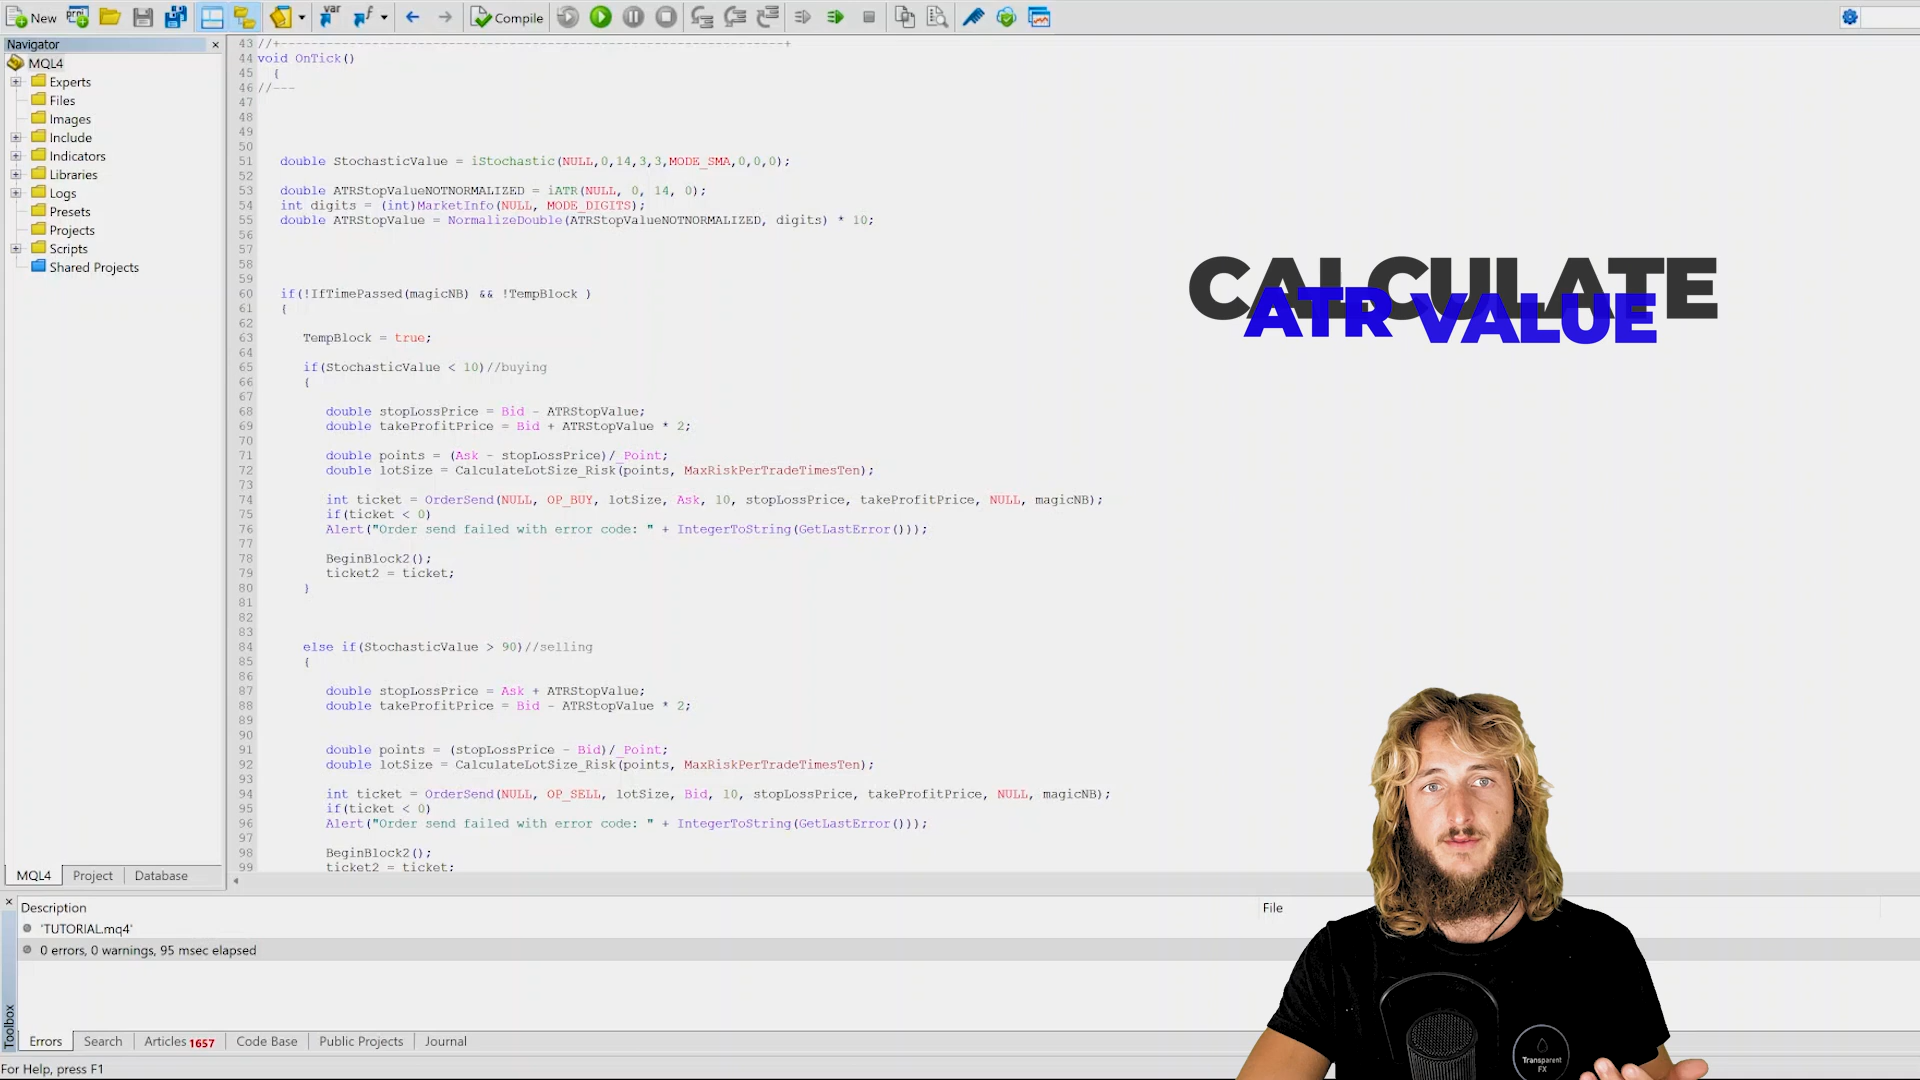 New
prj
var
f
Compile
Navigator
MQL4
Experts
Files
Images
Include
Indicators
Libraries
Logs
Presets
Projects
Scripts
Shared Projects
MQL4 Project Database
43 //+------------------------------------------------------------------+
44 void OnTick()
45 {
46 //---
47
48
49
50
51 double StochasticValue = iStochastic(NULL,0,14,3,3,MODE_SMA,0,0,0);
52
53 double ATRStopValueNOTNORMALIZED = iATR(NULL, 0, 14, 0);
54 int digits = (int)MarketInfo(NULL, MODE_DIGITS);
55 double ATRStopValue = NormalizeDouble(ATRStopValueNOTNORMALIZED, digits) * 10;
56
57
58
59
60 if(!IfTimePassed(magicNB) && !TempBlock )
61 {
62
63 TempBlock = true;
64
65 if(StochasticValue < 10)//buying
66 {
67
68 double stopLossPrice = Bid - ATRStopValue;
69 double takeProfitPrice = Bid + ATRStopValue * 2;
70
71 double points = (Ask - stopLossPrice)/_Point;
72 double lotSize = CalculateLotSize_Risk(points, MaxRiskPerTradeTimesTen);
73
74 int ticket = OrderSend(NULL, OP_BUY, lotSize, Ask, 10, stopLossPrice, takeProfitPrice, NULL, magicNB);
75 if(ticket < 0)
76 Alert("Order send failed with error code: " + IntegerToString(GetLastError()));
77
78 BeginBlock2();
79 ticket2 = ticket;
80 }
81
82
83
84 else if(StochasticValue > 90)//selling
85 {
86
87 double stopLossPrice = Ask + ATRStopValue;
88 double takeProfitPrice = Bid - ATRStopValue * 2;
89
90
91 double points = (stopLossPrice - Bid)/_Point;
92 double lotSize = CalculateLotSize_Risk(points, MaxRiskPerTradeTimesTen);
93
94 int ticket = OrderSend(NULL, OP_SELL, lotSize, Bid, 10, stopLossPrice, takeProfitPrice, NULL, magicNB);
95 if(ticket < 0)
96 Alert("Order send failed with error code: " + IntegerToString(GetLastError()));
97
98 BeginBlock2();
99 ticket2 = ticket;
CALCULATE
ATR VALUE
Transparent
FX
Description File
'TUTORIAL.mq4'
0 errors, 0 warnings, 95 msec elapsed
Toolbox
Errors Search Articles 1657 Code Base Public Projects Journal
For Help, press F1